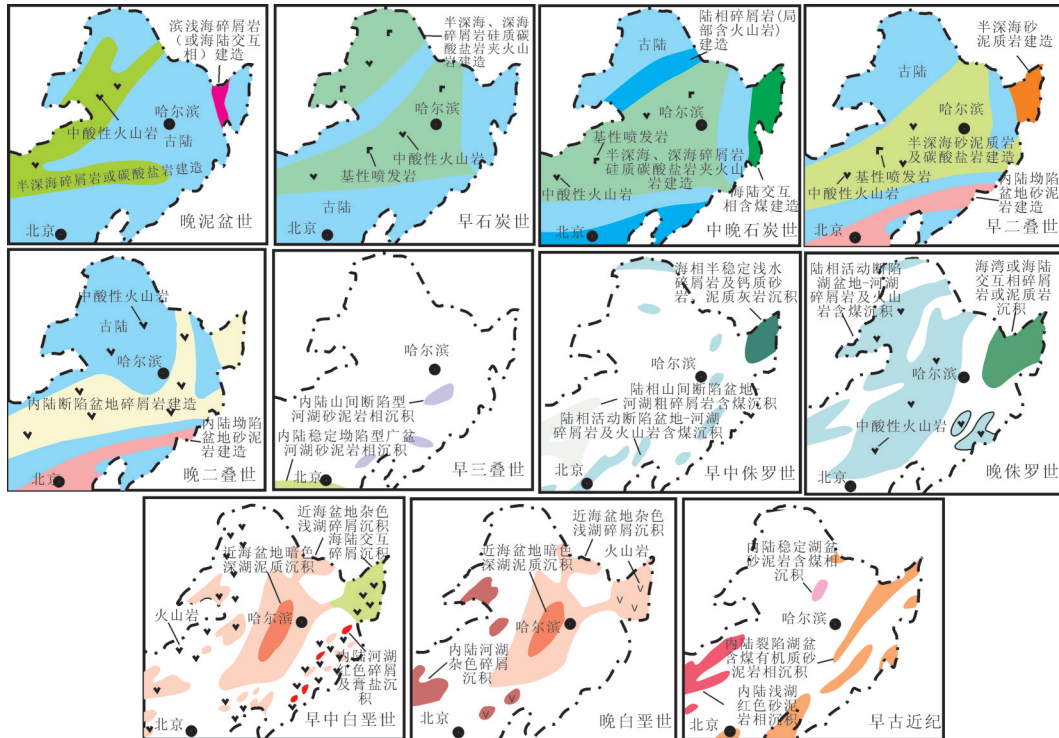 滨浅海碎屑岩
（或海陆交互
相）建造
哈尔滨
中酸性火山岩
古陆
半深海碎屑岩或碳酸盐岩建造
北京
晚泥盆世
半深海、深海
碎屑岩硅质碳
酸盐岩夹火山
岩建造
哈尔滨
中酸性火山岩
基性喷发岩
古陆
北京
早石炭世
陆相碎屑岩(局
部含火山岩)
建造
古陆
哈尔滨
基性喷发岩
半深海、深海碎屑岩
硅质碳酸盐岩夹火山
岩建造
中酸性火山岩
海陆交互
相含煤建造
北京
中晚石炭世
半深海砂
泥质岩建造
古陆
哈尔滨
半深海砂泥质岩
及碳酸盐岩建造
基性喷发岩
中酸性火山岩
内陆坳陷
盆地砂泥
岩建造
北京
早二叠世
中酸性火山岩
古陆
哈尔滨
内陆断陷盆地碎屑岩建造
内陆坳陷
盆地砂泥
岩建造
北京
晚二叠世
哈尔滨
内陆山间断陷型
河湖砂泥岩相沉积
内陆稳定坳陷型广盆
河湖砂泥岩相沉积
北京
早三叠世
海相半稳定浅水
碎屑岩及钙质砂
岩、泥质灰岩沉积
哈尔滨
陆相山间断陷盆地-
河湖粗碎屑岩含煤沉积
陆相活动断陷盆地-河湖
碎屑岩及火山岩含煤沉积
北京
早中侏罗世
陆相活动断陷
湖盆地-河湖
碎屑岩及火山
岩含煤沉积
海湾或海陆
交互相碎屑
岩或泥质岩
沉积
哈尔滨
中酸性火山岩
北京
晚侏罗世
近海盆地杂色
浅湖碎屑沉积
海陆交互
碎屑沉积
近海盆地暗色
深湖泥质沉积
火山岩
哈尔滨
内陆河湖
红色碎屑
及膏盐沉
积
北京
早中白垩世
近海盆地杂色
浅湖碎屑沉积
火山岩
近海盆地暗色
深湖泥质沉积
哈尔滨
内陆河湖
杂色碎屑
沉积
北京
晚白垩世
内陆稳定湖盆
砂泥岩含煤相
沉积
哈尔滨
内陆裂陷湖盆
含煤有机质砂
泥岩相沉积
内陆浅湖
红色砂泥
岩相沉积
北京
早古近纪